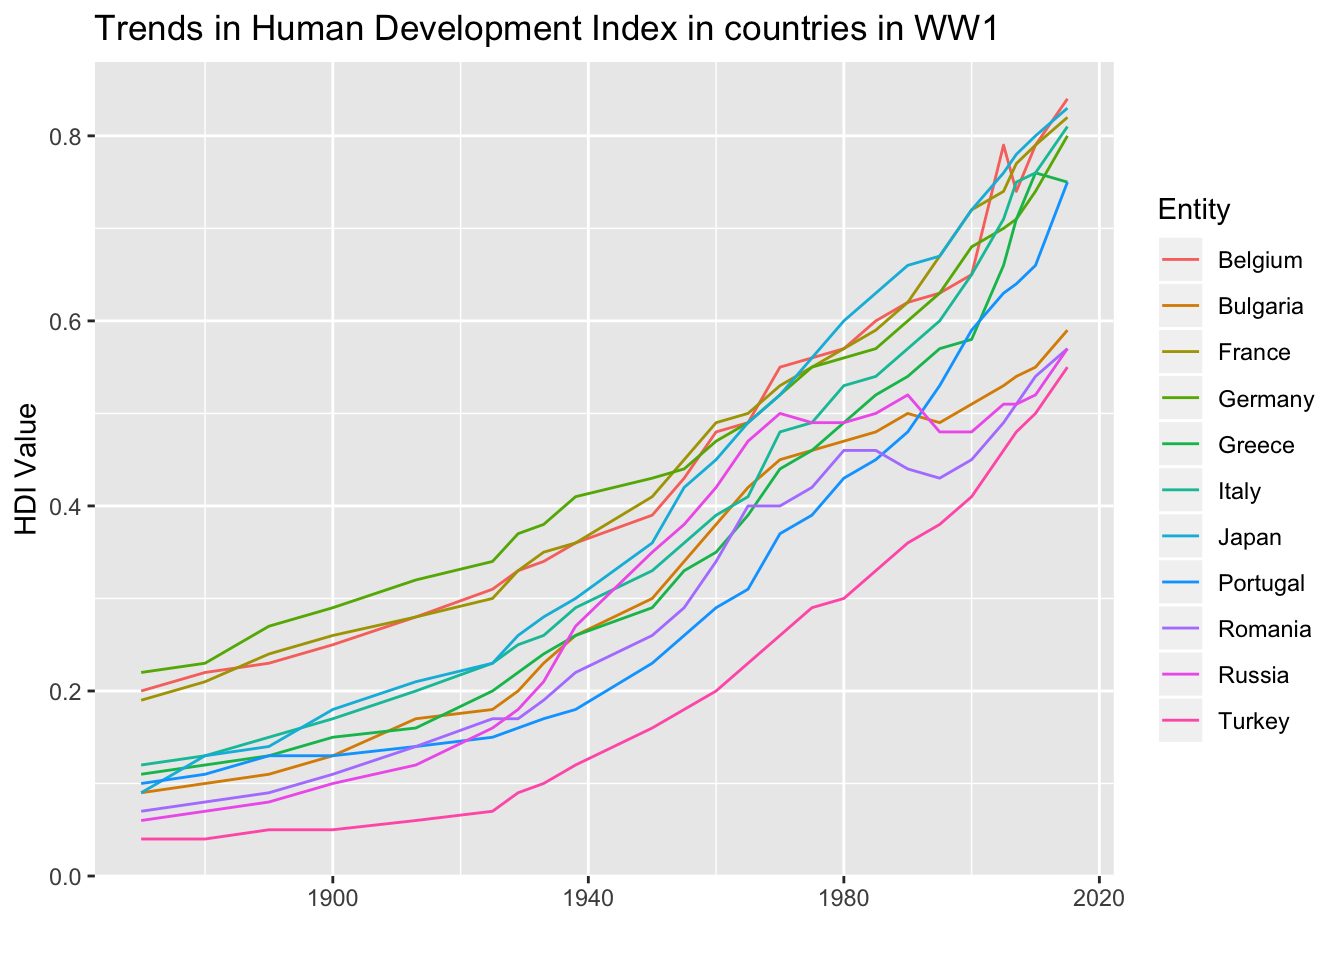 Trends in Human Development Index in countries in WW1
HDI Value
0.8
0.6
0.4
0.2
0.0
1900
1940
1980
2020
Entity
Belgium
Bulgaria
France
Germany
Greece
Italy
Japan
Portugal
Romania
Russia
Turkey